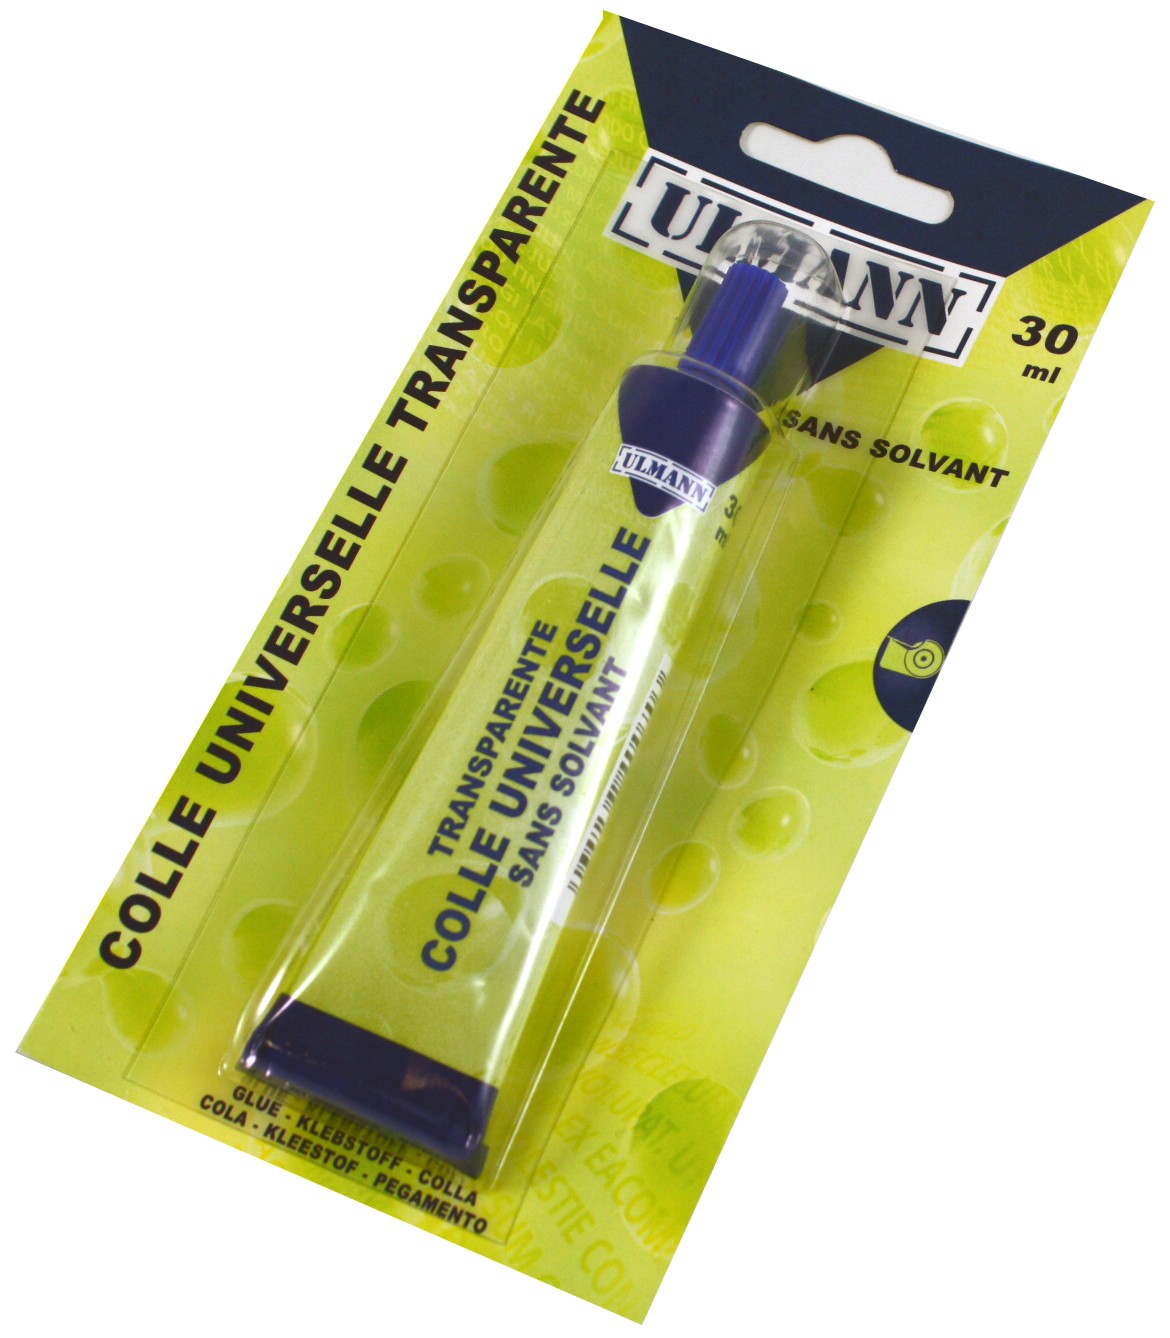 ULMANN
30
ml
SANS SOLVANT
COLLE UNIVERSELLE TRANSPARENTE
ULMANN
TRANSPARENTE
COLLE UNIVERSELLE
SANS SOLVANT
GLUE - KLEBSTOFF - COLLA
COLA - KLEESTOF - PEGAMENTO